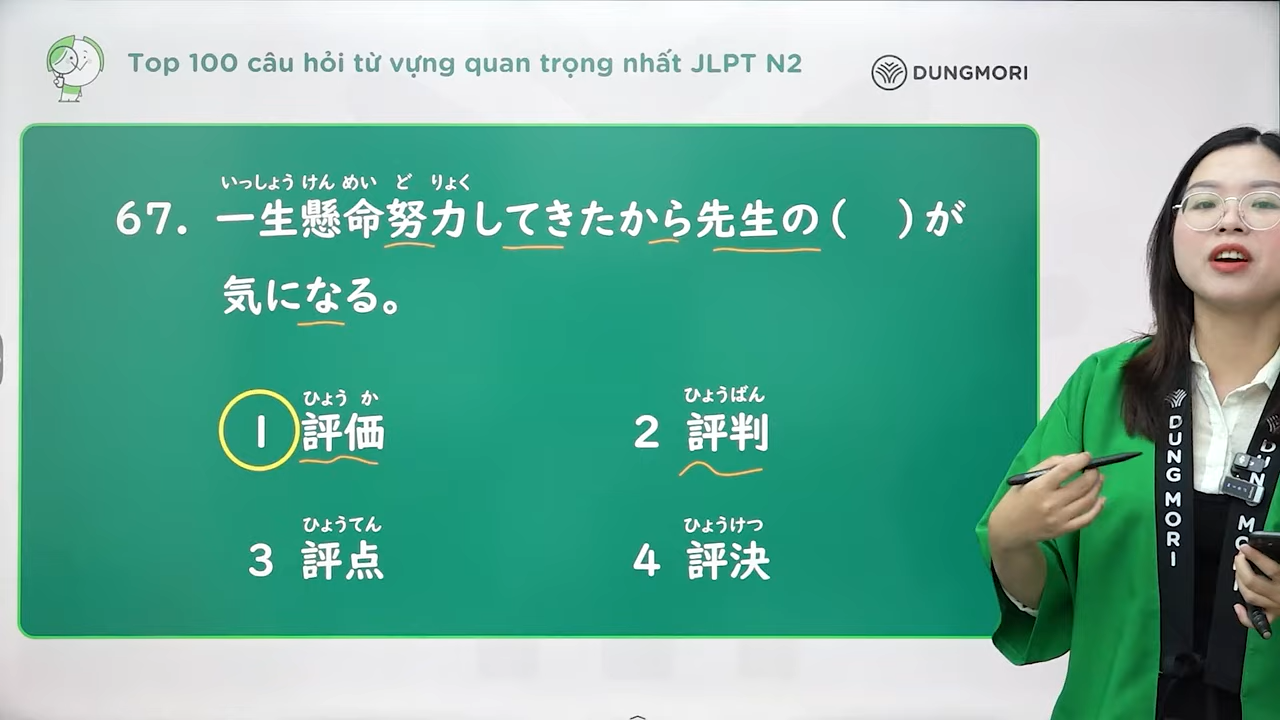 Top 100 câu hỏi từ vựng quan trọng nhất JLPT N2
DUNGMORI
いっしょう けん めい ど りょく
67. 一生懸命努力してきたから先生の( )が
気になる。
ひょう か
1 評価
ひょうばん
2 評判
ひょうてん
3 評点
ひょうけつ
4 評決
DUNG MORI